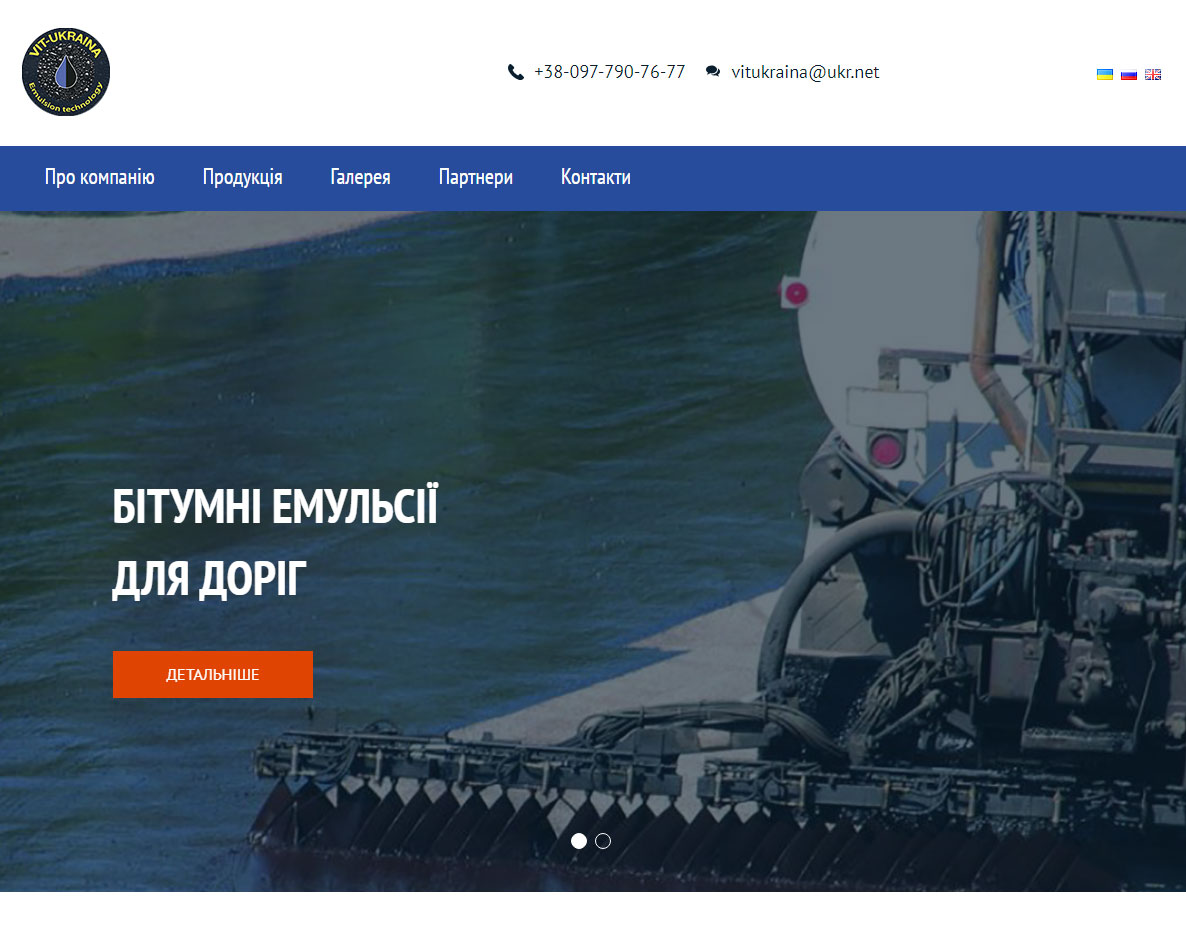 VIT-UKRAINA
Emulsion technology
+38-097-790-76-77
vitukraina@ukr.net
Про компанію
Продукція
Галерея
Партнери
Контакти
БІТУМНІ ЕМУЛЬСІЇ
ДЛЯ ДОРІГ
ДЕТАЛЬНІШЕ